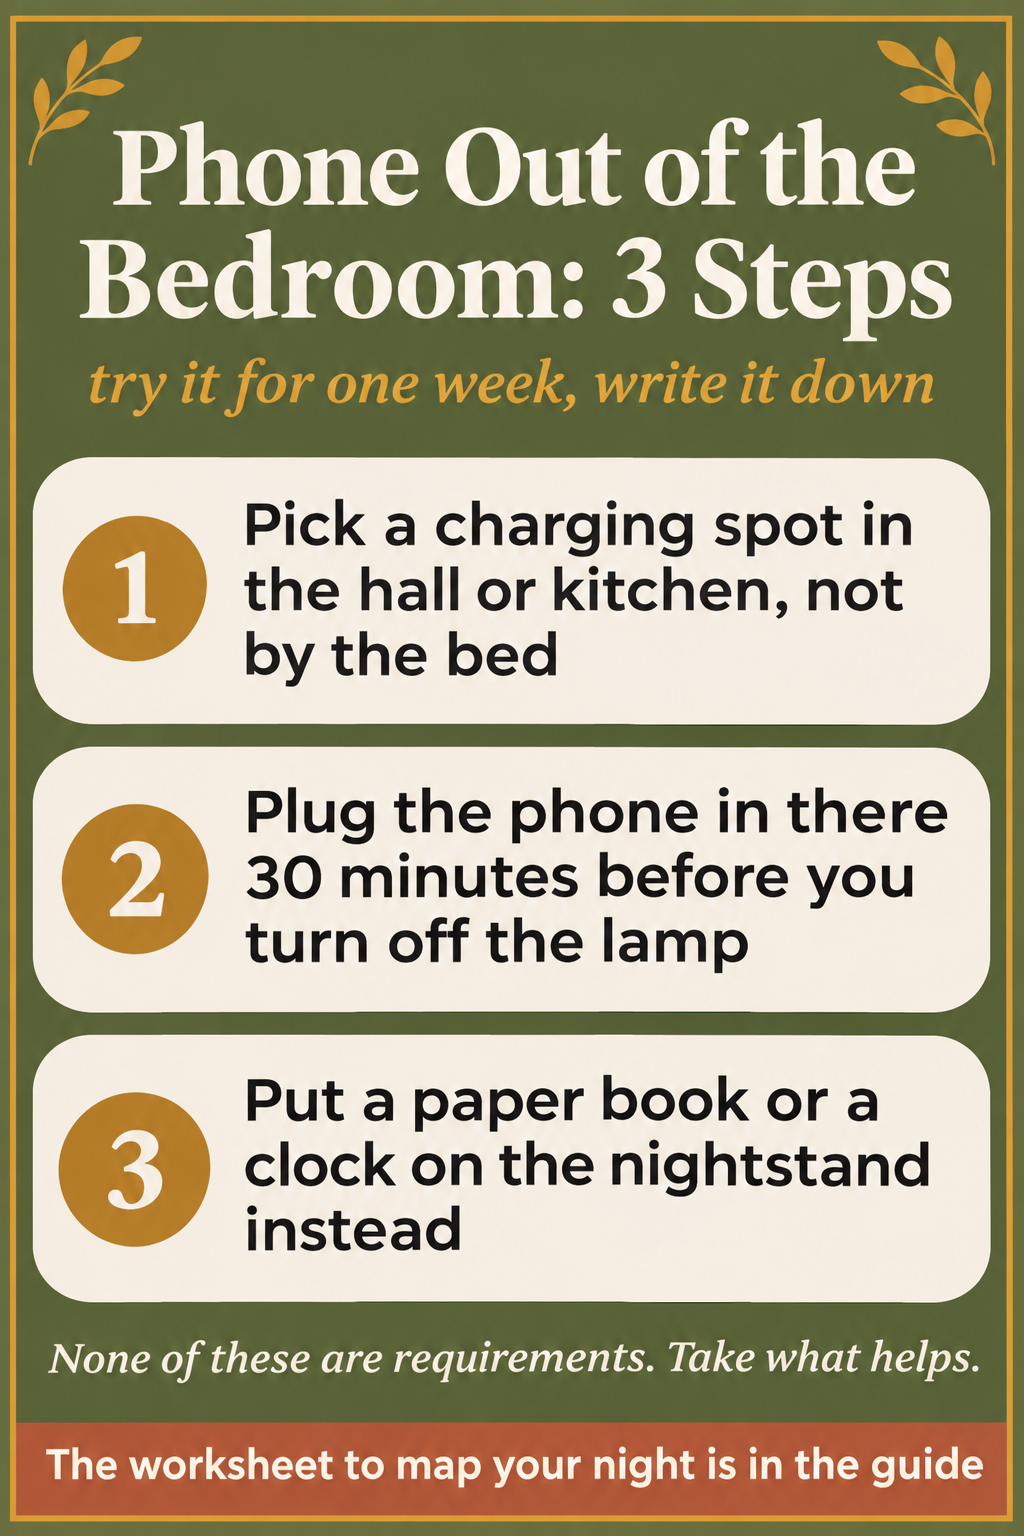 Phone Out of the
Bedroom: 3 Steps
try it for one week, write it down
1
Pick a charging spot in
the hall or kitchen, not
by the bed
2
Plug the phone in there
30 minutes before you
turn off the lamp
3
Put a paper book or a
clock on the nightstand
instead
None of these are requirements. Take what helps.
The worksheet to map your night is in the guide